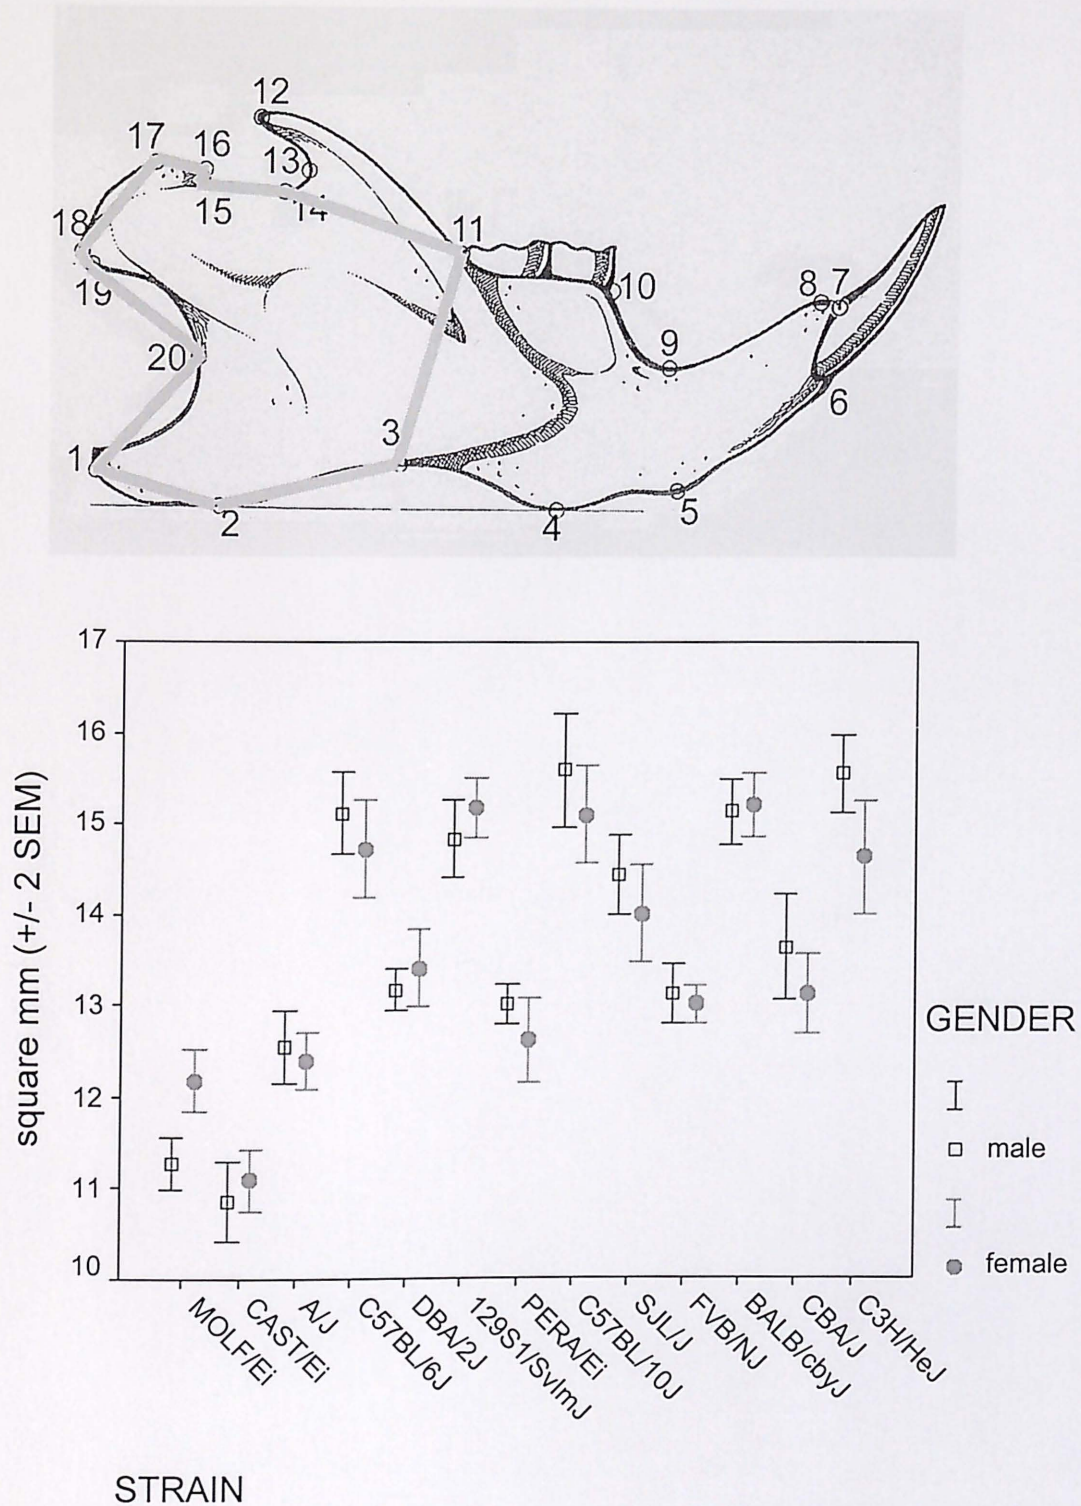 12
17
16
13
15
14
18
11
19
10
8
7
20
9
6
3
1
5
2
4
17
16
15
14
13
12
11
10
square mm (+/- 2 SEM)
GENDER
male
female
MOLF/Ei
CAST/Ei
A/J
C57BL/6J
DBA/2J
129S1/SvlmJ
PERA/Ei
C57BL/10J
SJL/J
FVB/NJ
BALB/cbyJ
CBA/J
C3H/HeJ
STRAIN